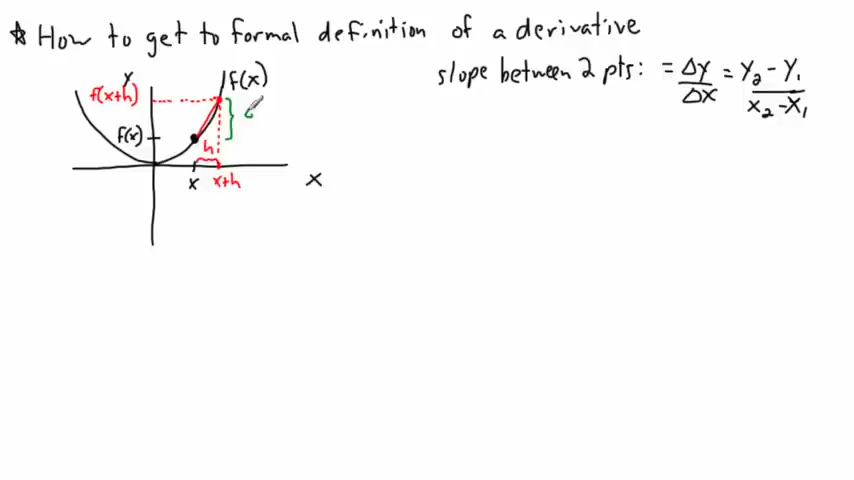 ☆ How to get to formal definition of a derivative
slope between 2 pts: = Δy/Δx = y₂ - y₁ / x₂ - x₁
y
f(x)
f(x+h)
f(x)
h
x
x+h
x